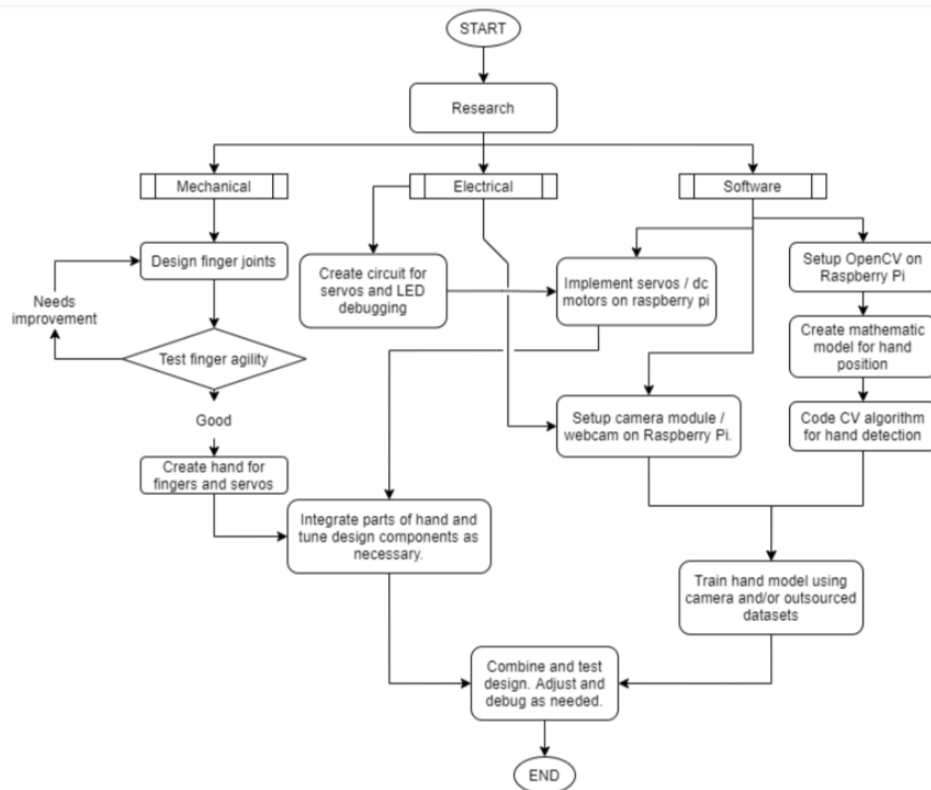 START
Research
Mechanical
Electrical
Software
Design finger joints
Needs
improvement
Test finger agility
Good
Create hand for
fingers and servos
Create circuit for
servos and LED
debugging
Implement servos / dc
motors on raspberry pi
Setup OpenCV on
Raspberry Pi
Create mathematic
model for hand
position
Setup camera module /
webcam on Raspberry Pi.
Code CV algorithm
for hand detection
Integrate parts of hand and
tune design components as
necessary.
Train hand model using
camera and/or outsourced
datasets
Combine and test
design. Adjust and
debug as needed.
END